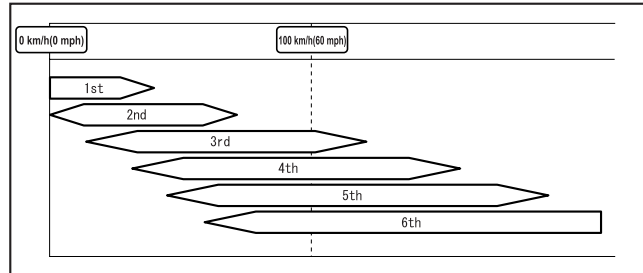 0 km/h(0 mph)
100 km/h(60 mph)
1st
2nd
3rd
4th
5th
6th